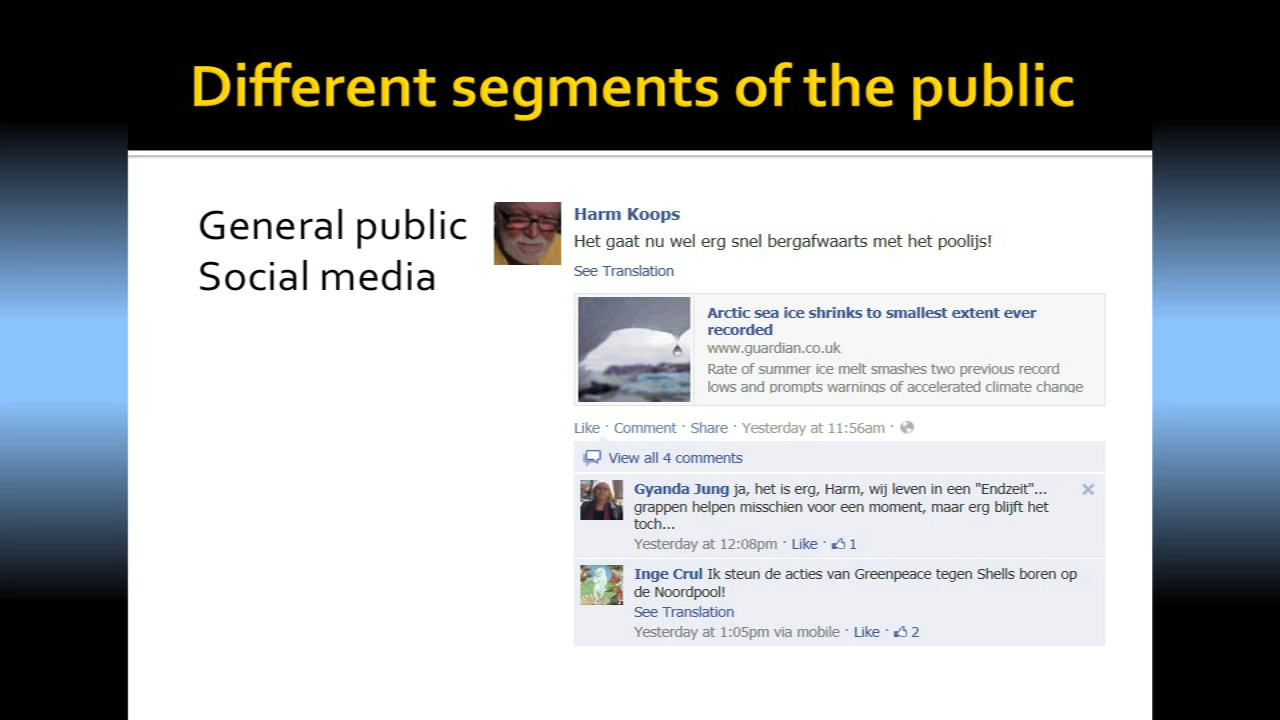 Different segments of the public
General public
Social media
Harm Koops
Het gaat nu wel erg snel bergafwaarts met het poolijs!
See Translation
Arctic sea ice shrinks to smallest extent ever
recorded
www.guardian.co.uk
Rate of summer ice melt smashes two previous record
lows and prompts warnings of accelerated climate change
Like · Comment · Share · Yesterday at 11:56am ·
View all 4 comments
Gyanda Jung ja, het is erg, Harm, wij leven in een "Endzeit"...
grappen helpen misschien voor een moment, maar erg blijft het
toch...
Yesterday at 12:08pm · Like · 1
Inge Crul Ik steun de acties van Greenpeace tegen Shells boren op
de Noordpool!
See Translation
Yesterday at 1:05pm via mobile · Like · 2